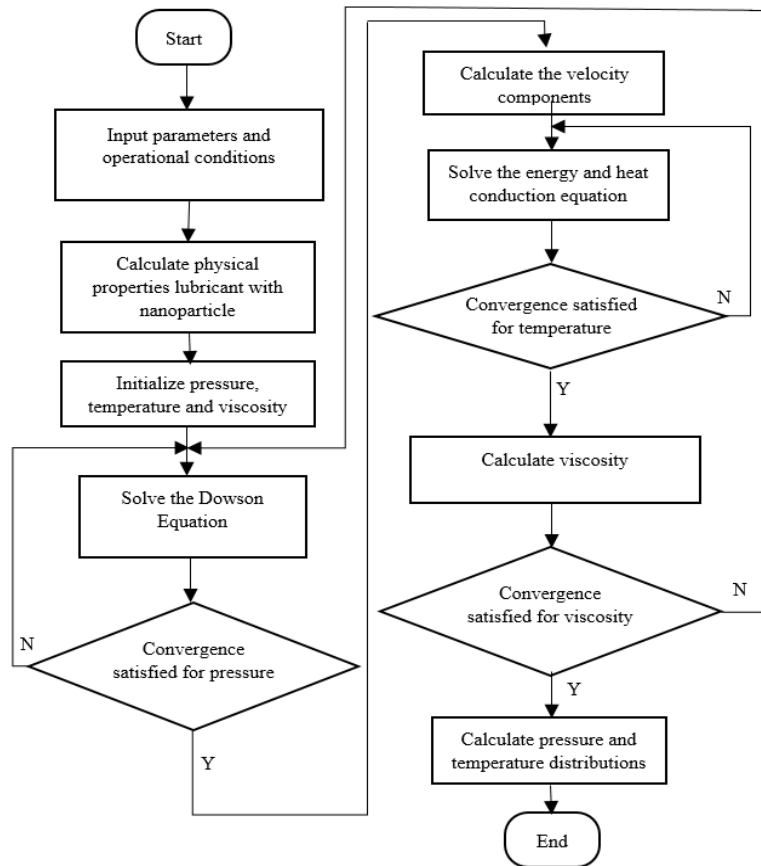 Start
Input parameters and
operational conditions
Calculate physical
properties lubricant with
nanoparticle
Initialize pressure,
temperature and viscosity
Solve the Dowson
Equation
N
Convergence
satisfied for pressure
Y
Calculate the velocity
components
Solve the energy and heat
conduction equation
N
Convergence satisfied
for temperature
Y
Calculate viscosity
N
Convergence
satisfied for viscosity
Y
Calculate pressure and
temperature distributions
End